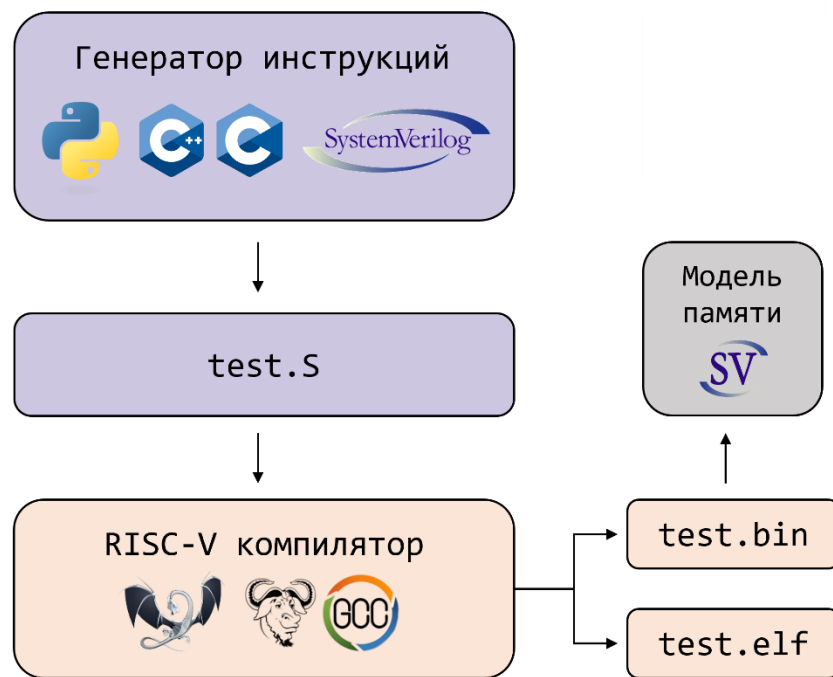 Генератор инструкций
C++
C
SystemVerilog
test.S
Модель
памяти
SV
RISC-V компилятор
GCC
test.bin
test.elf